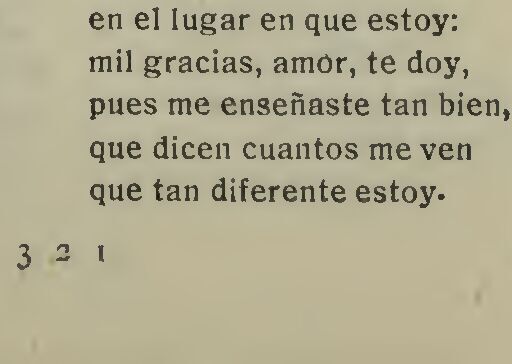 en el lugar en que estoy:
mil gracias, amor, te doy,
pues me enseñaste tan bien,
que dicen cuantos me ven
que tan diferente estoy.
3 2 1